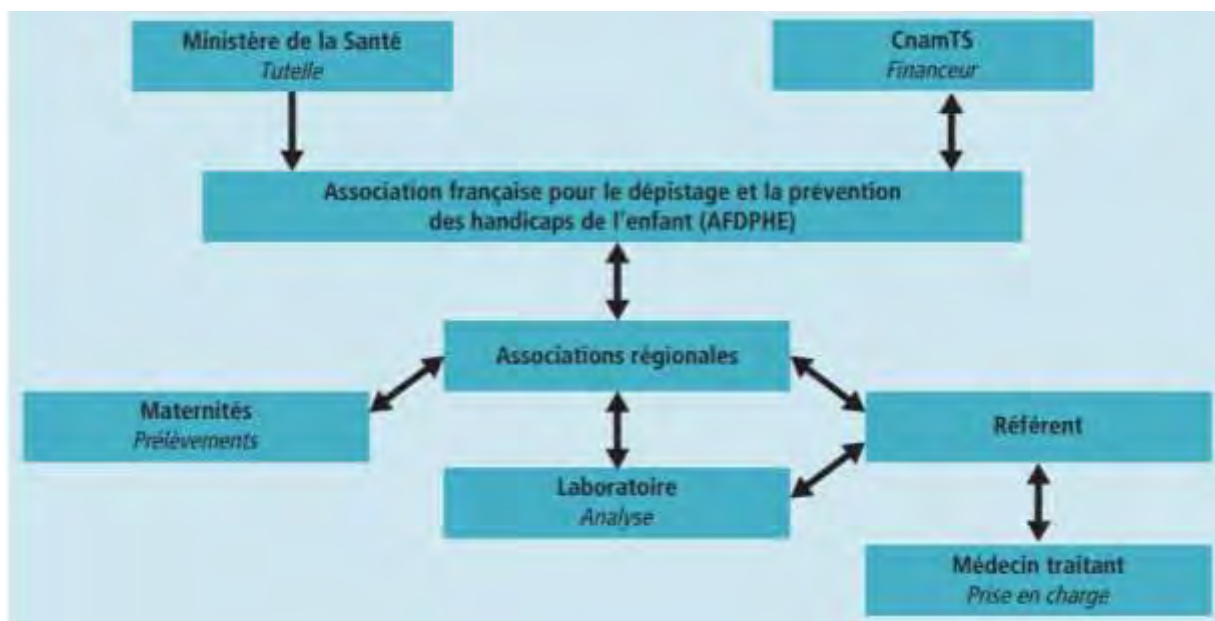 Ministère de la Santé
Tutelle
CnamTS
Financeur
Association française pour le dépistage et la prévention
des handicaps de l'enfant (AFDPHE)
Associations régionales
Maternités
Prélèvements
Référent
Laboratoire
Analyse
Médecin traitant
Prise en charge